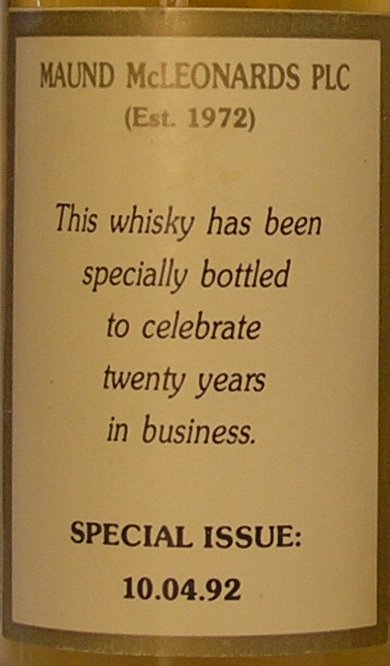 MAUND McLEONARDS PLC
(Est. 1972)
This whisky has been
specially bottled
to celebrate
twenty years
in business.
SPECIAL ISSUE:
10.04.92